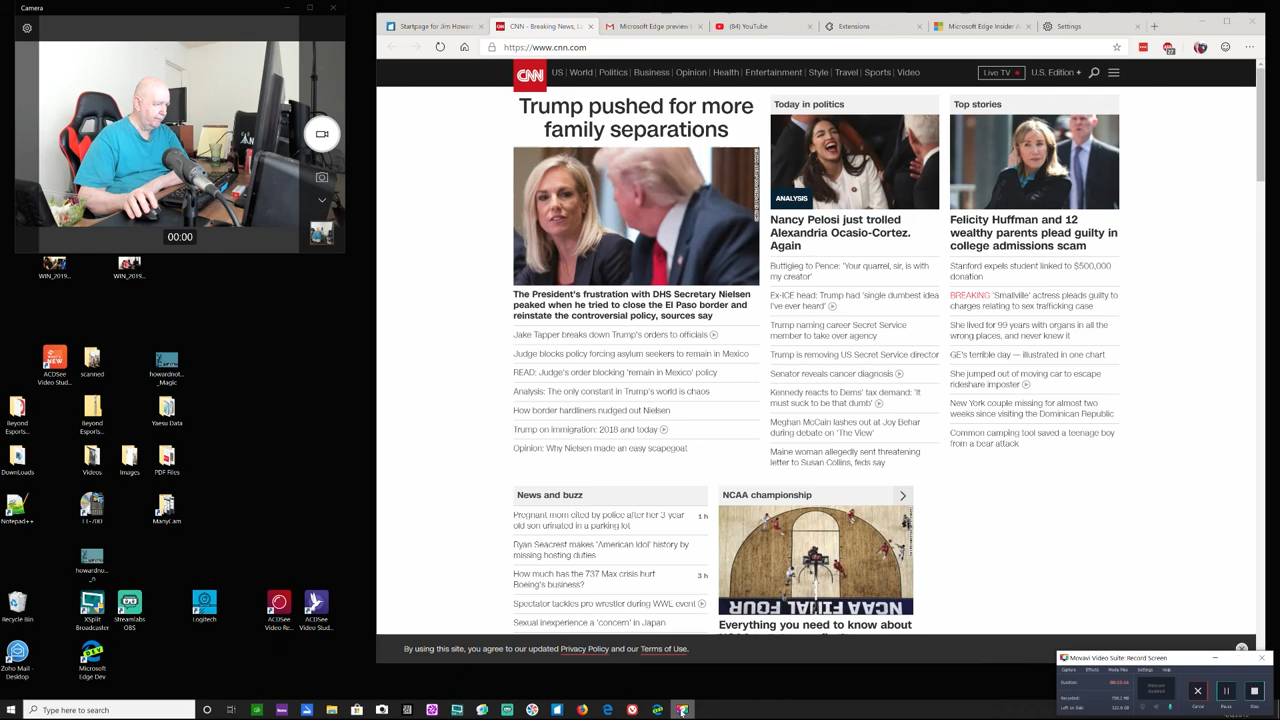 Camera
00:00
WIN_2019...
WIN_2019...
ACDSee
Video Stud...
scanned
howardnot...
_Magic
Beyond
Esports...
Beyond
Esports...
Yaesu Data
DownLoads
Videos
Images
PDF Files
Notepad++
ManyCam
howardno...
_n
Recycle Bin
XSplit
Broadcaster
Streamlabs
OBS
Logitech
ACDSee
Video Re...
ACDSee
Video Stud...
Zoho Mail -
Desktop
Microsoft
Edge Dev
Startpage for Jim Howar
CNN - Breaking News, La
Microsoft Edge preview
(84) YouTube
Extensions
Microsoft Edge Insider A
Settings
https://www.cnn.com
CNN
US
World
Politics
Business
Opinion
Health
Entertainment
Style
Travel
Sports
Video
Live TV
U.S. Edition +
Trump pushed for more
family separations
The President's frustration with DHS Secretary Nielsen
peaked when he tried to close the El Paso border and
reinstate the controversial policy, sources say
Jake Tapper breaks down Trump's orders to officials
Judge blocks policy forcing asylum seekers to remain in Mexico
READ: Judge's order blocking 'remain in Mexico' policy
Analysis: The only constant in Trump's world is chaos
How border hardliners nudged out Nielsen
Trump on immigration: 2018 and today
Opinion: Why Nielsen made an easy scapegoat
Today in politics
ANALYSIS
Nancy Pelosi just trolled
Alexandria Ocasio-Cortez.
Again
Buttigieg to Pence: 'Your quarrel, sir, is with
my creator'
Ex-ICE head: Trump had 'single dumbest idea
I've ever heard'
Trump naming career Secret Service
member to take over agency
Trump is removing US Secret Service director
Senator reveals cancer diagnosis
Kennedy reacts to Dems' tax demand: 'It
must suck to be that dumb'
Meghan McCain lashes out at Joy Behar
during debate on 'The View'
Maine woman allegedly sent threatening
letter to Susan Collins, feds say
Top stories
Felicity Huffman and 12
wealthy parents plead guilty in
college admissions scam
Stanford expels student linked to $500,000
donation
BREAKING 'Smallville' actress pleads guilty to
charges relating to sex trafficking case
She lived for 99 years with organs in all the
wrong places, and never knew it
GE's terrible day — illustrated in one chart
She jumped out of moving car to escape
rideshare imposter
New York couple missing for almost two
weeks since visiting the Dominican Republic
Common camping tool saved a teenage boy
from a bear attack
News and buzz
Pregnant mom cited by police after her 3 year
old son urinated in a parking lot
1 h
Ryan Seacrest makes 'American Idol' history by
missing hosting duties
How much has the 737 Max crisis hurt
Boeing's business?
3 h
Spectator tackles pro wrestler during WWE event
Sexual inexperience a 'concern' in Japan
NCAA championship
NCAA FINAL FOUR
Everything you need to know about
By using this site, you agree to our updated Privacy Policy and our Terms of Use.
Movavi Video Suite: Record Screen
Capture
Effects
Settings
Help
Duration:
Recorded:
Left on Disk:
Cancel
Pause
Stop
Type here to search